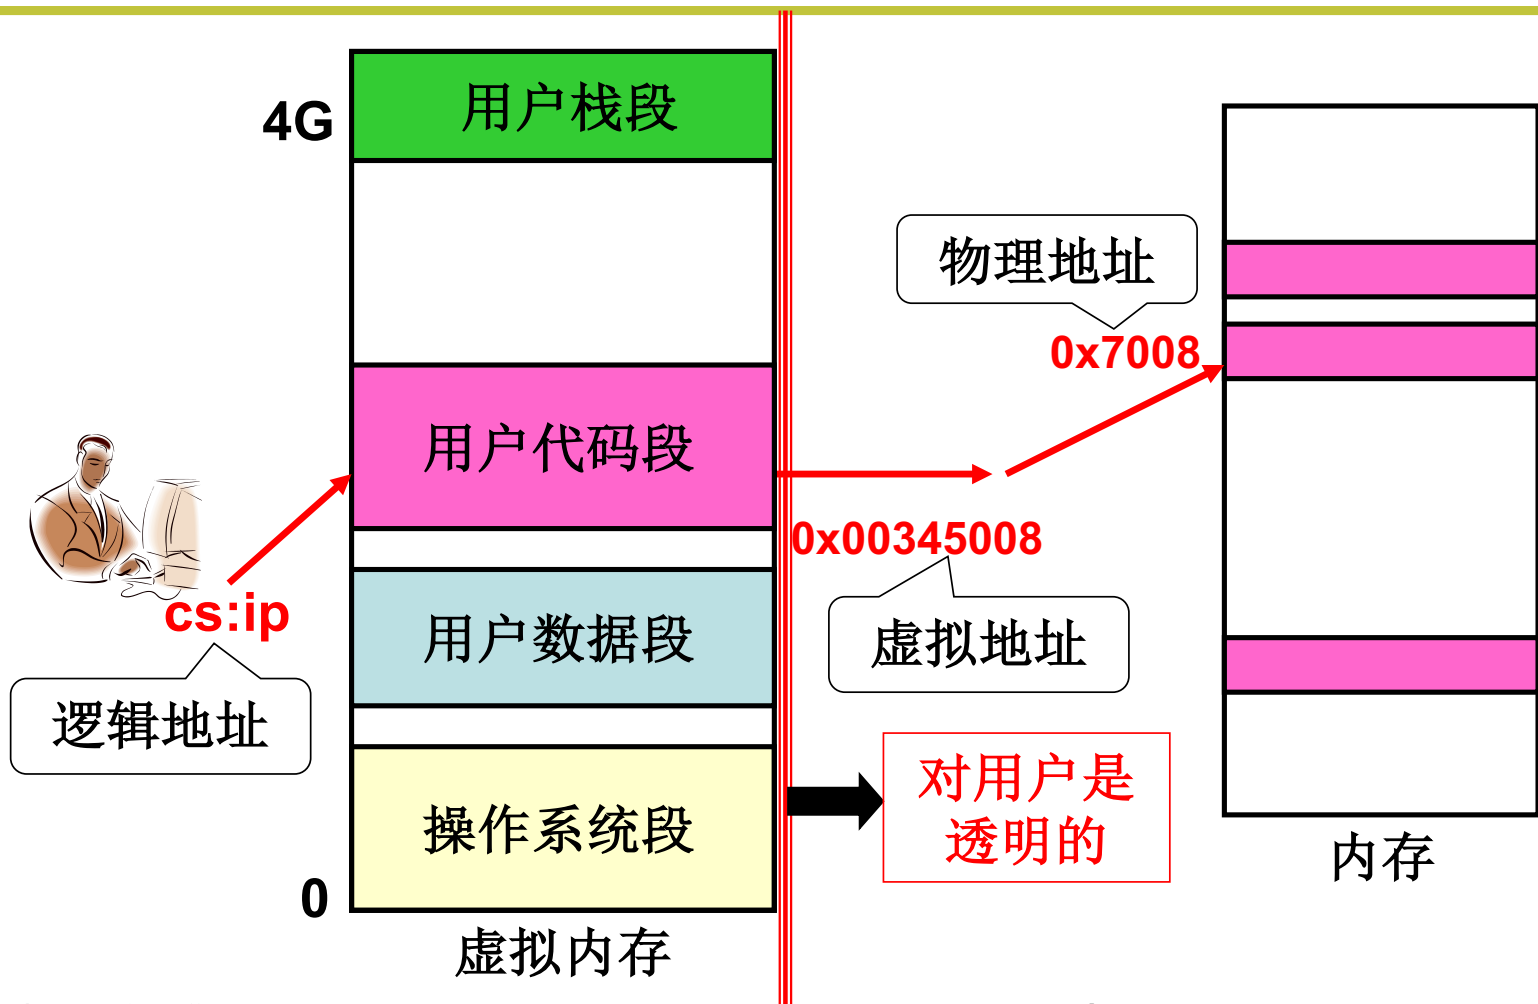 4G
用户栈段
物理地址
0x7008
用户代码段
0x00345008
cs:ip
用户数据段
虚拟地址
逻辑地址
对用户是
透明的
操作系统段
内存
0
虚拟内存